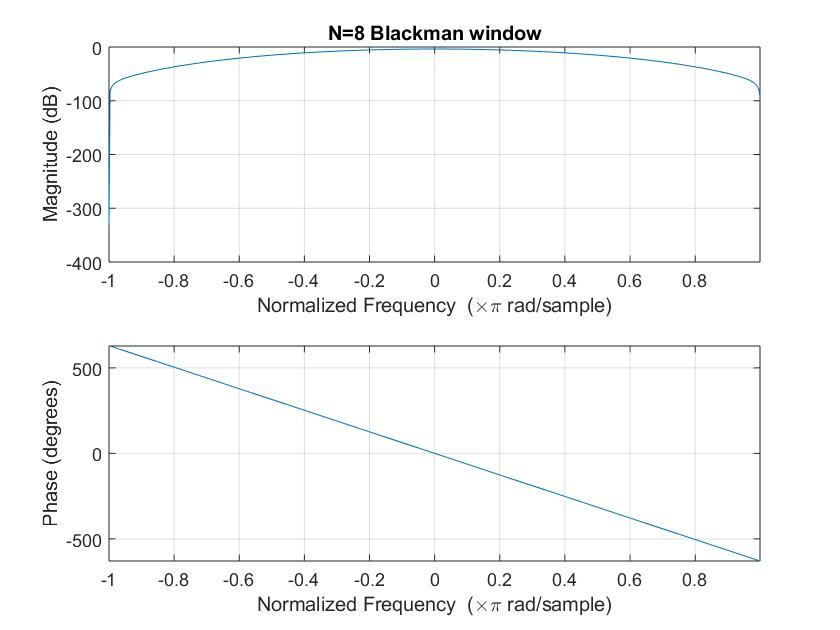 N=8 Blackman window
Magnitude (dB)
0
-100
-200
-300
-400
-1 -0.8 -0.6 -0.4 -0.2 0 0.2 0.4 0.6 0.8
Normalized Frequency (×π rad/sample)
Phase (degrees)
500
0
-500
-1 -0.8 -0.6 -0.4 -0.2 0 0.2 0.4 0.6 0.8
Normalized Frequency (×π rad/sample)